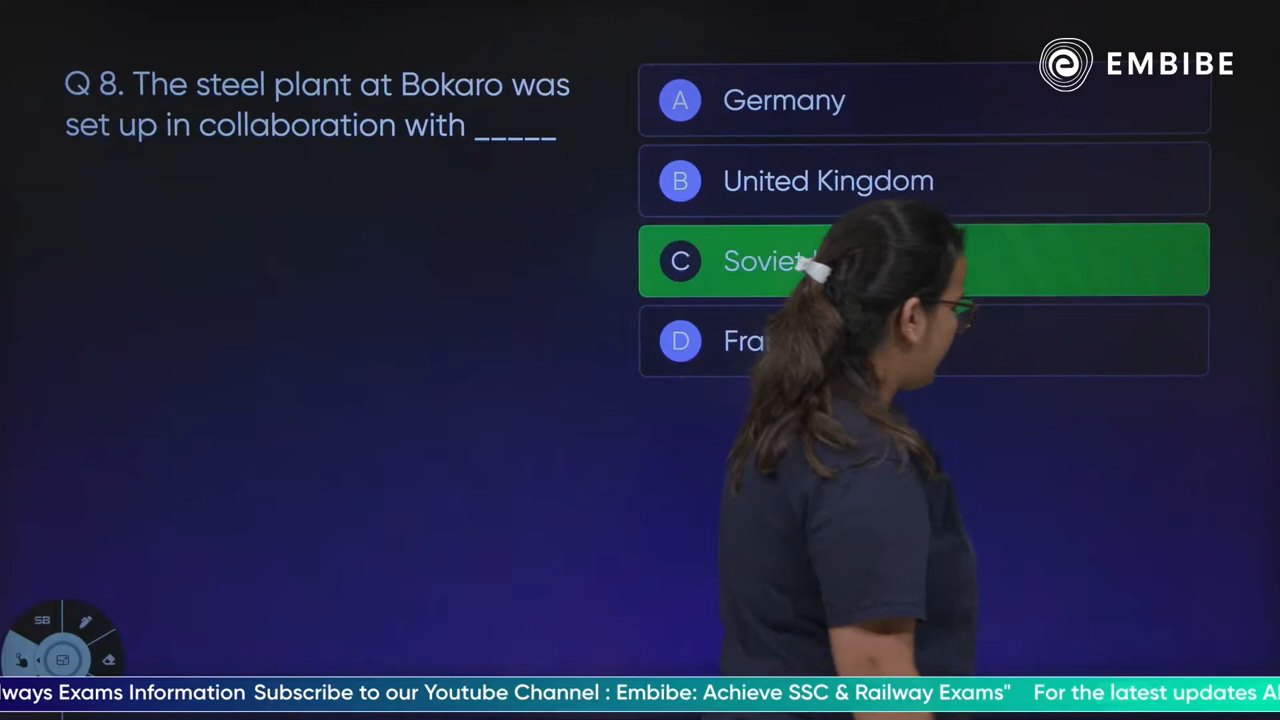 EMBIBE
Q 8. The steel plant at Bokaro was
set up in collaboration with _____
A Germany
B United Kingdom
C Soviet
D
SB
lways Exams Information Subscribe to our Youtube Channel : Embibe: Achieve SSC & Railway Exams" For the latest updates